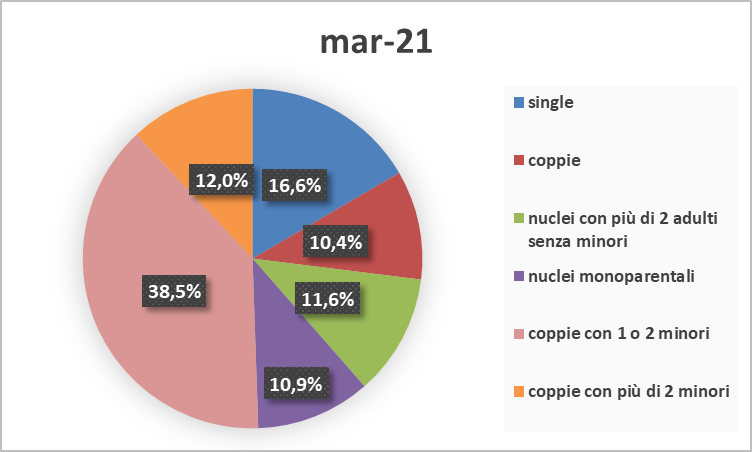 mar-21
16,6%
10,4%
11,6%
10,9%
38,5%
12,0%
single
coppie
nuclei con più di 2 adulti
senza minori
nuclei monoparentali
coppie con 1 o 2 minori
coppie con più di 2 minori